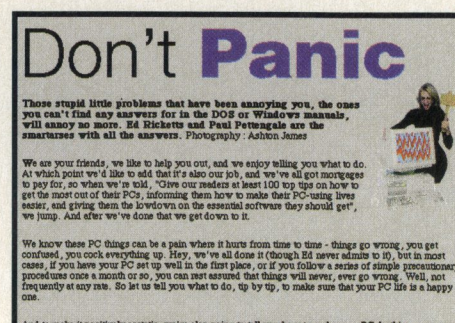 Don't Panic
Those stupid little problems that have been annoying you, the ones
you can't find any answers for in the DOS or Windows manuals,
will annoy no more. Ed Ricketts and Paul Pettengale are the
smartarses with all the answers. Photography : Ashton James
We are your friends, we like to help you out, and we enjoy telling you what to do.
At which point we'd like to add that it's also our job, and we've all got mortgages
to pay for, so when we're told, "Give our readers at least 100 top tips on how to
get the most out of their PCs, informing them how to make their PC-using lives
easier, and giving them the lowdown on the essential software they should get",
we jump. And after we've done that we get down to it.
We know these PC things can be a pain where it hurts from time to time - things go wrong, you get
confused, you cock everything up. Hey, we've all done it (though Ed never admits to it), but in most
cases, if you have your PC set up well in the first place, or if you follow a series of simple precautionary
procedures once a month or so, you can rest assured that things will never, ever go wrong. Well, not
frequently at any rate. So let us tell you what to do, tip by tip, to make sure that your PC life is a happy
one.